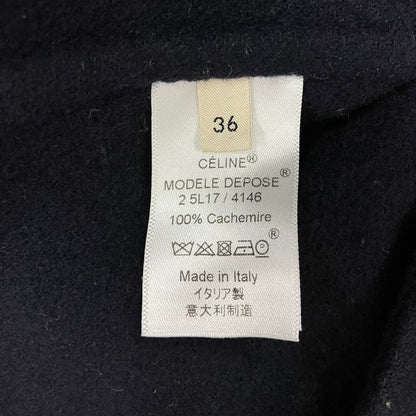 36
CÉLINE®
MODELE DEPOSE®
2 5L17 / 4146
100% Cachemire
®
Made in Italy
イタリア製
意大利制造